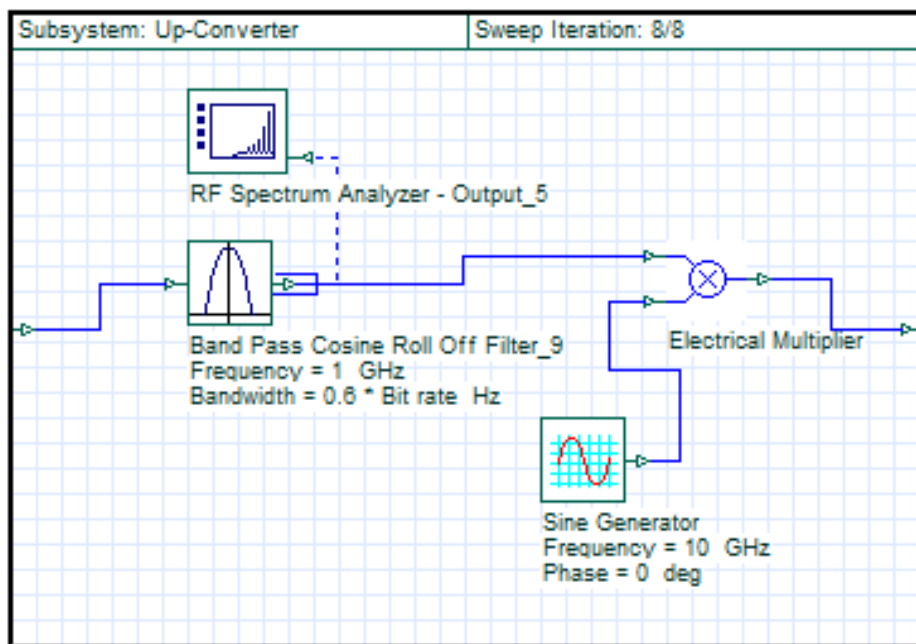 Subsystem: Up-Converter
Sweep Iteration: 8/8
RF Spectrum Analyzer - Output_5
Band Pass Cosine Roll Off Filter_9
Frequency = 1 GHz
Bandwidth = 0.6 * Bit rate Hz
Electrical Multiplier
Sine Generator
Frequency = 10 GHz
Phase = 0 deg